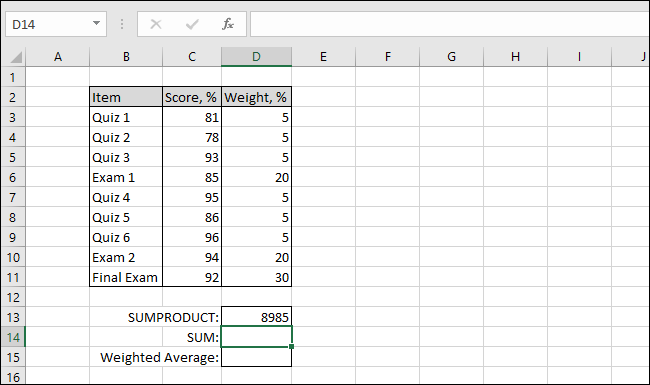 D14 fx
A B C D E F G H I J
1
2 Item Score, % Weight, %
3 Quiz 1 81 5
4 Quiz 2 78 5
5 Quiz 3 93 5
6 Exam 1 85 20
7 Quiz 4 95 5
8 Quiz 5 86 5
9 Quiz 6 96 5
10 Exam 2 94 20
11 Final Exam 92 30
12
13 SUMPRODUCT: 8985
14 SUM:
15 Weighted Average:
16